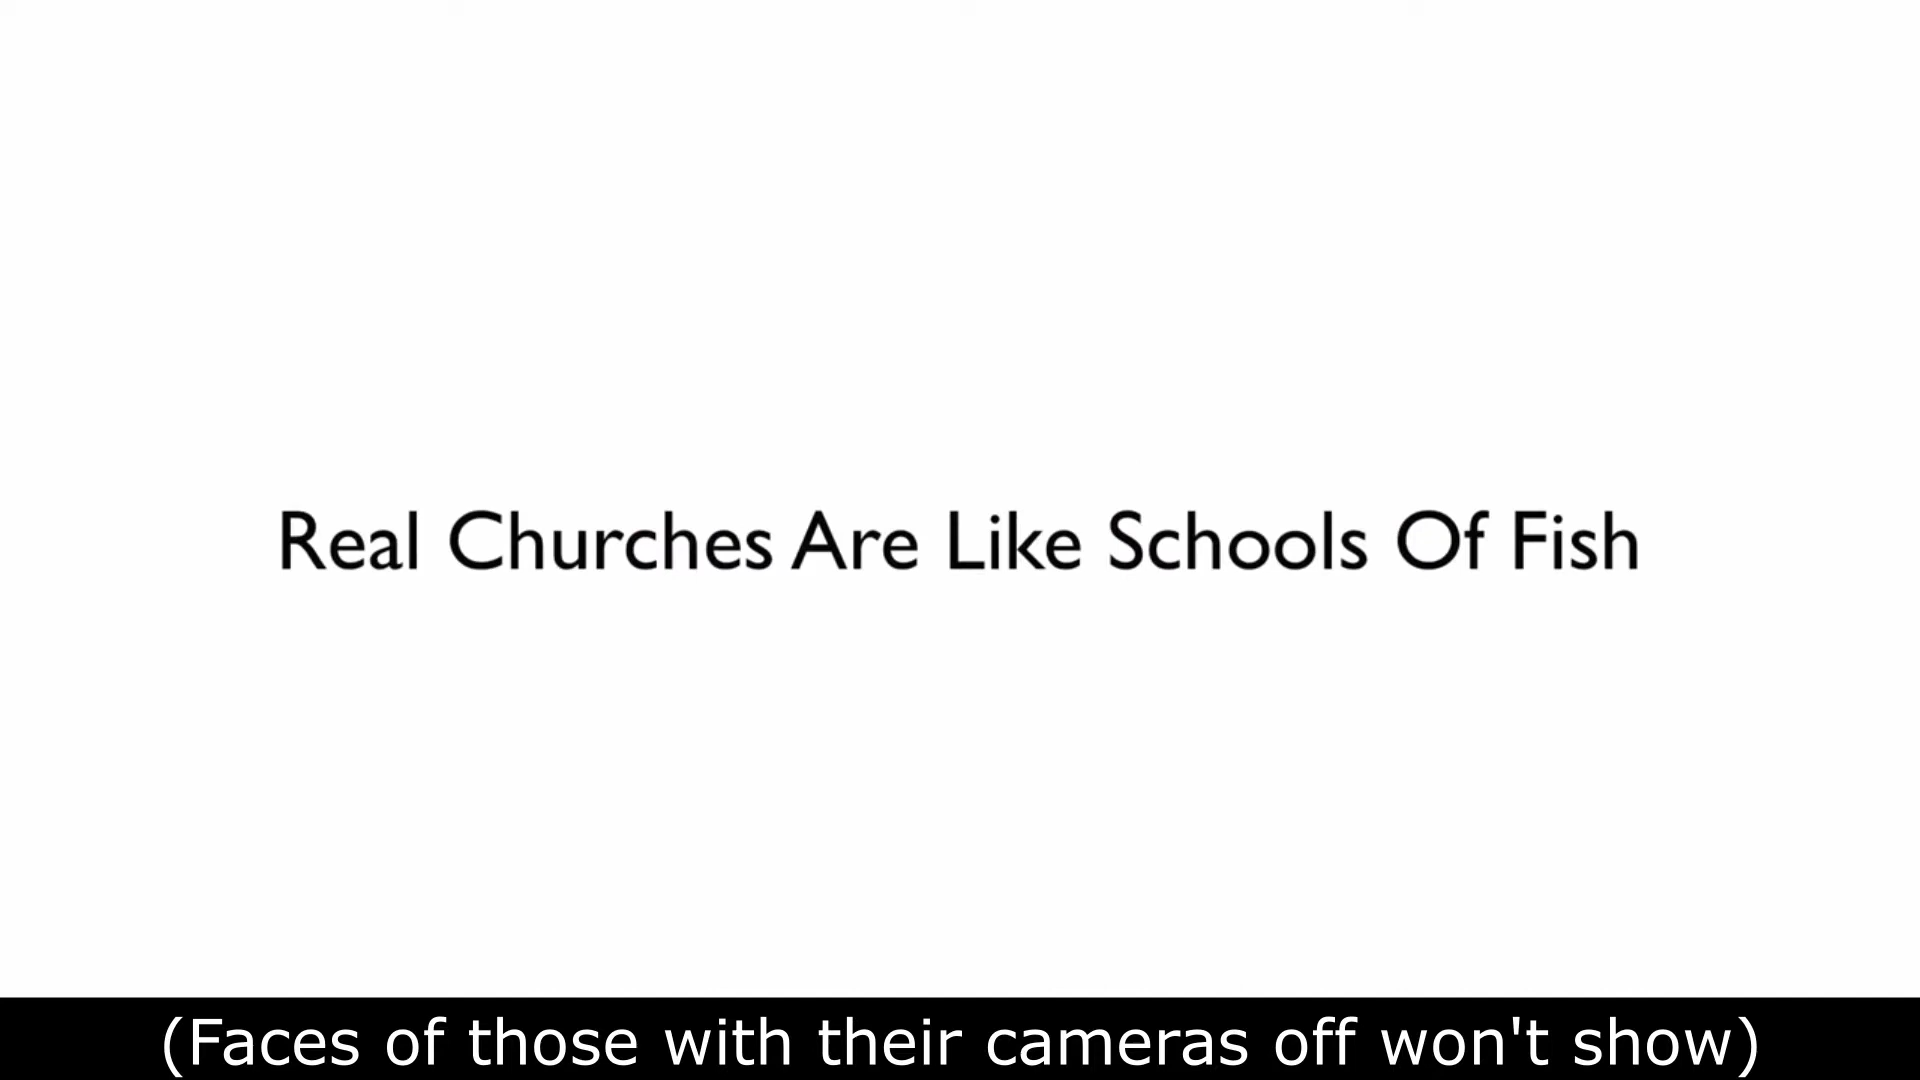 Real Churches Are Like Schools Of Fish
(Faces of those with their cameras off won't show)